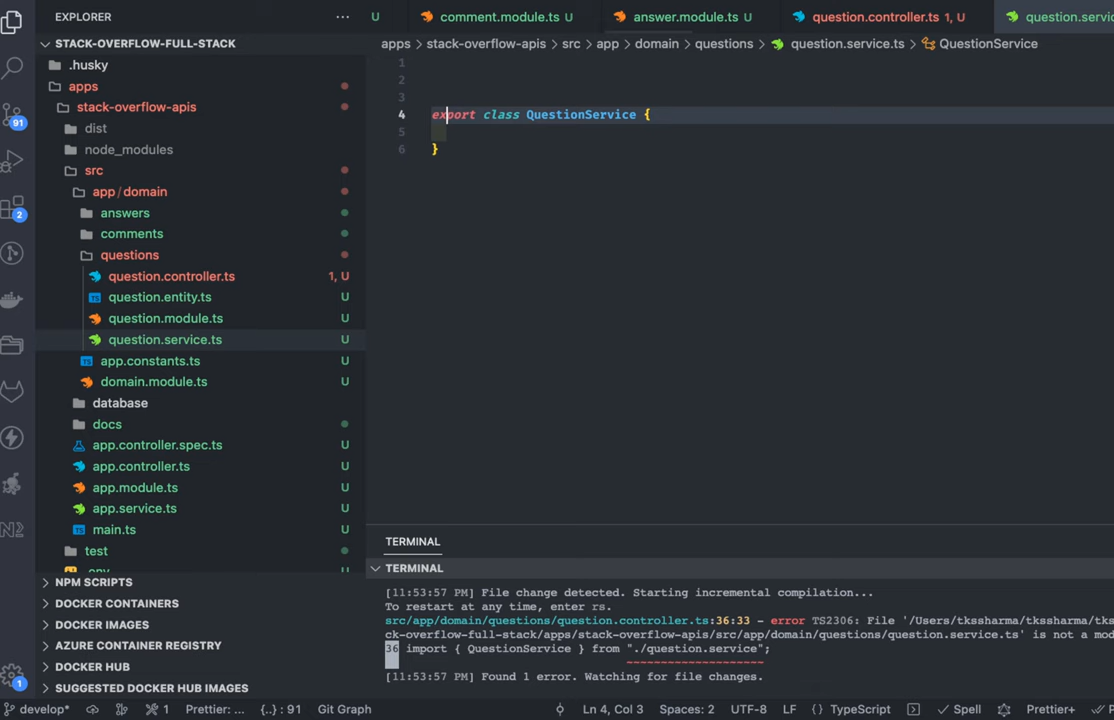 EXPLORER
STACK-OVERFLOW-FULL-STACK
.husky
apps
stack-overflow-apis
dist
node_modules
src
app / domain
answers
comments
questions
question.controller.ts 1, U
question.entity.ts U
question.module.ts U
question.service.ts U
app.constants.ts U
domain.module.ts U
database
docs
app.controller.spec.ts U
app.controller.ts U
app.module.ts U
app.service.ts U
main.ts U
test
.env
NPM SCRIPTS
DOCKER CONTAINERS
DOCKER IMAGES
AZURE CONTAINER REGISTRY
DOCKER HUB
SUGGESTED DOCKER HUB IMAGES
91
2
1
U
comment.module.ts U
answer.module.ts U
question.controller.ts 1, U
question.servic
apps > stack-overflow-apis > src > app > domain > questions > question.service.ts > QuestionService
1
2
3
4 export class QuestionService {
5
6 }
TERMINAL
TERMINAL
[11:53:57 PM] File change detected. Starting incremental compilation...
To restart at any time, enter rs.
src/app/domain/questions/question.controller.ts:36:33 - error TS2306: File '/Users/tkssharma/tks
ck-overflow-full-stack/apps/stack-overflow-apis/src/app/domain/questions/question.service.ts' is not a mod
36 import { QuestionService } from "./question.service";
[11:53:57 PM] Found 1 error. Watching for file changes.
develop* 1 Prettier: ... {..} : 91 Git Graph Ln 4, Col 3 Spaces: 2 UTF-8 LF {} TypeScript Spell Prettier+